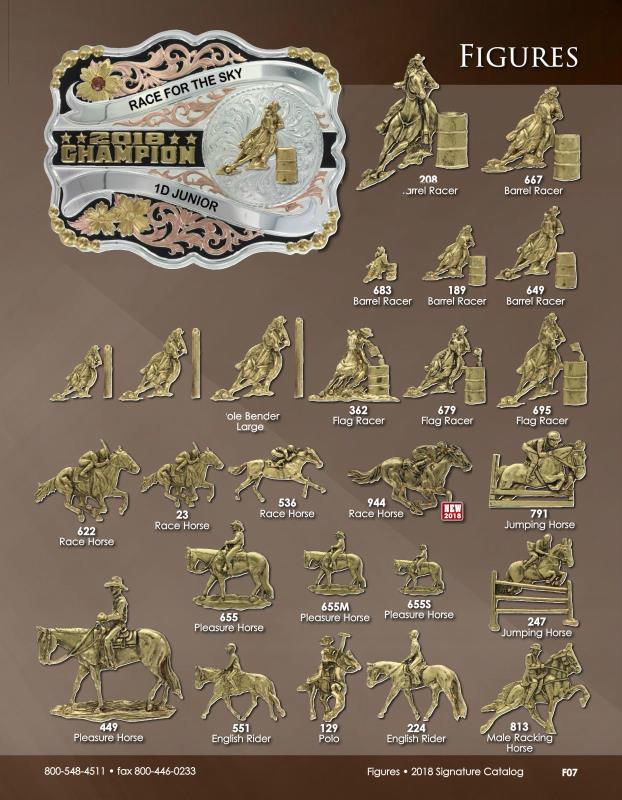 FIGURES
RACE FOR THE SKY
2018
CHAMPION
1D JUNIOR
208
Barrel Racer
667
Barrel Racer
683
Barrel Racer
189
Barrel Racer
649
Barrel Racer
Pole Bender
Large
362
Flag Racer
679
Flag Racer
695
Flag Racer
622
Race Horse
23
Race Horse
536
Race Horse
944
Race Horse
NEW
2018
791
Jumping Horse
655
Pleasure Horse
655M
Pleasure Horse
655S
Pleasure Horse
247
Jumping Horse
449
Pleasure Horse
551
English Rider
129
Polo
224
English Rider
813
Male Racking
Horse
800-548-4511 • fax 800-446-0233
Figures • 2018 Signature Catalog F07